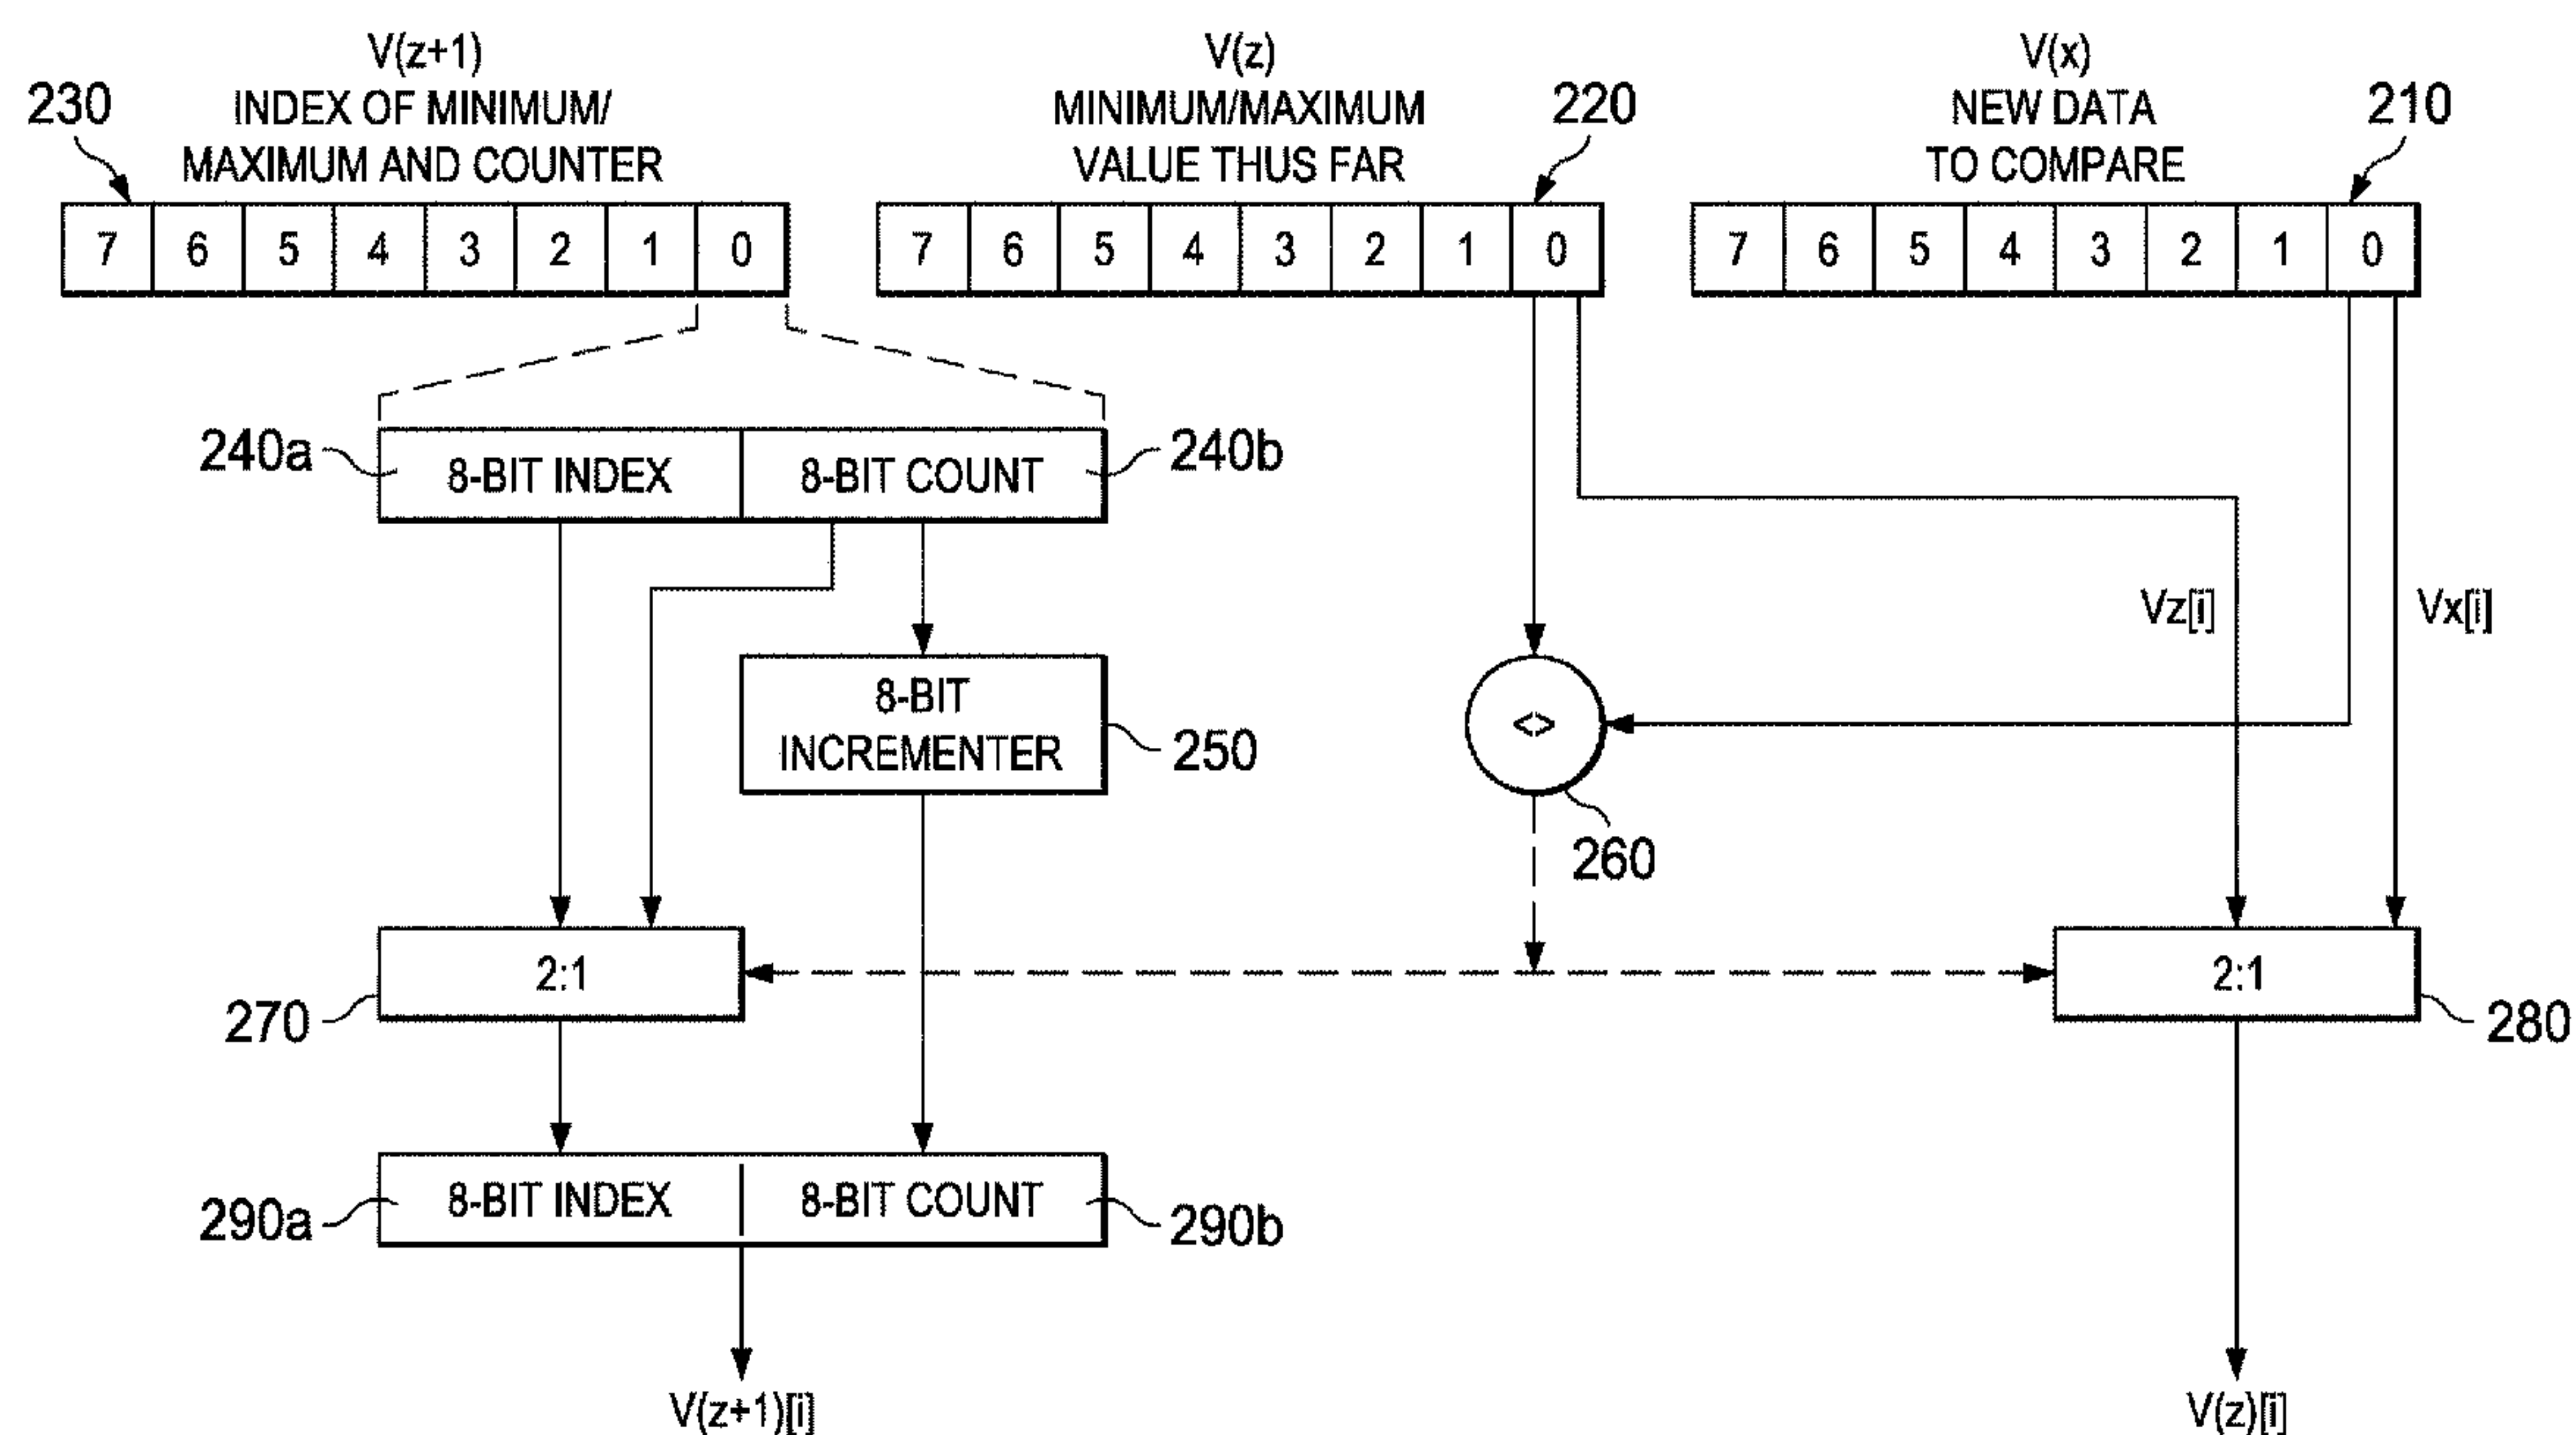 V(z+1)
INDEX OF MINIMUM/
MAXIMUM AND COUNTER
230
V(z)
MINIMUM/MAXIMUM
VALUE THUS FAR
220
V(x)
NEW DATA
TO COMPARE
210
7 6 5 4 3 2 1 0
7 6 5 4 3 2 1 0
7 6 5 4 3 2 1 0
240a
8-BIT INDEX
8-BIT COUNT
240b
Vz[i]
Vx[i]
8-BIT
INCREMENTER
250
<>
260
2:1
270
2:1
280
290a
8-BIT INDEX
8-BIT COUNT
290b
V(z+1)[i]
V(z)[i]